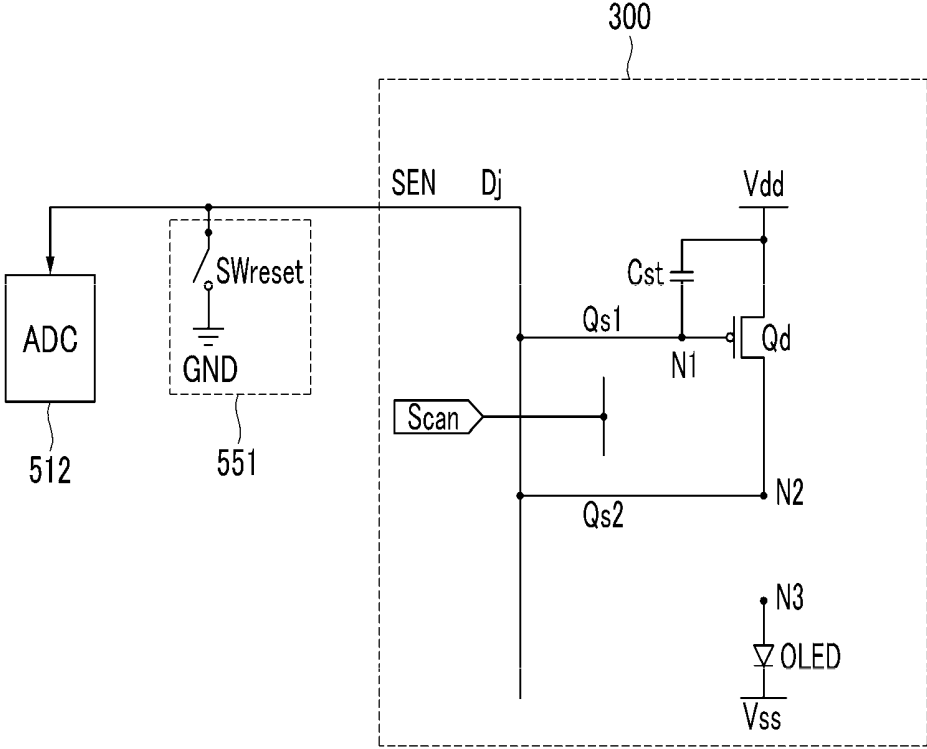 300
SEN Dj
Vdd
SWreset
Cst
ADC
Qs1
Qd
GND
N1
Scan
512
551
N2
Qs2
N3
OLED
Vss